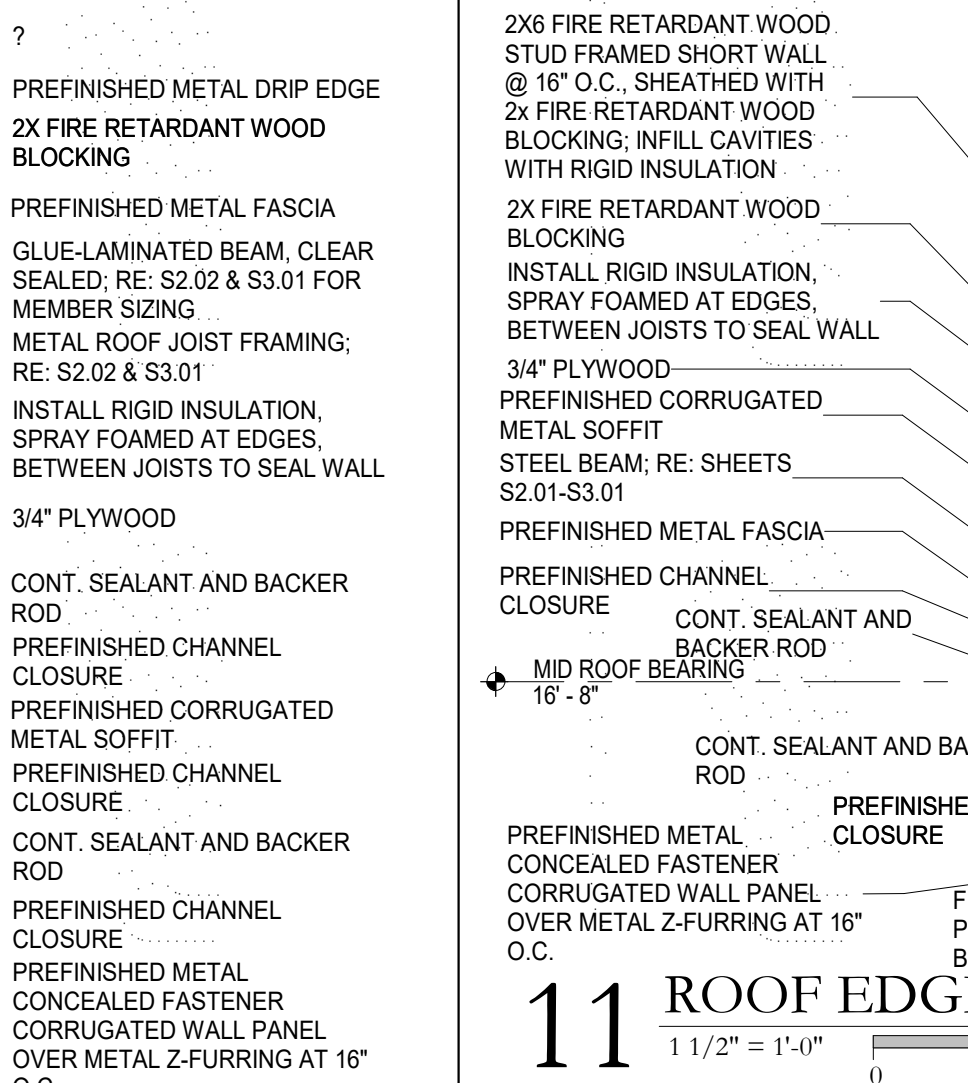 ?
PREFINISHED METAL DRIP EDGE
2X FIRE RETARDANT WOOD
BLOCKING
PREFINISHED METAL FASCIA
GLUE-LAMINATED BEAM, CLEAR
SEALED; RE: S2.02 & S3.01 FOR
MEMBER SIZING
METAL ROOF JOIST FRAMING;
RE: S2.02 & S3.01
INSTALL RIGID INSULATION,
SPRAY FOAMED AT EDGES,
BETWEEN JOISTS TO SEAL WALL
3/4" PLYWOOD
CONT. SEALANT AND BACKER
ROD
PREFINISHED CHANNEL
CLOSURE
PREFINISHED CORRUGATED
METAL SOFFIT
PREFINISHED CHANNEL
CLOSURE
CONT. SEALANT AND BACKER
ROD
PREFINISHED CHANNEL
CLOSURE
PREFINISHED METAL
CONCEALED FASTENER
CORRUGATED WALL PANEL
OVER METAL Z-FURRING AT 16"
2X6 FIRE RETARDANT WOOD
STUD FRAMED SHORT WALL
@ 16" O.C., SHEATHED WITH
2x FIRE RETARDANT WOOD
BLOCKING; INFILL CAVITIES
WITH RIGID INSULATION
2X FIRE RETARDANT WOOD
BLOCKING
INSTALL RIGID INSULATION,
SPRAY FOAMED AT EDGES,
BETWEEN JOISTS TO SEAL WALL
3/4" PLYWOOD
PREFINISHED CORRUGATED
METAL SOFFIT
STEEL BEAM; RE: SHEETS
S2.01-S3.01
PREFINISHED METAL FASCIA
PREFINISHED CHANNEL
CLOSURE
CONT. SEALANT AND
BACKER ROD
MID ROOF BEARING
16' - 8"
CONT. SEALANT AND BA
ROD
PREFINISHE
CLOSURE
PREFINISHED METAL
CONCEALED FASTENER
CORRUGATED WALL PANEL
OVER METAL Z-FURRING AT 16"
O.C.
F
P
B
11 ROOF EDG
1 1/2" = 1'-0"
0